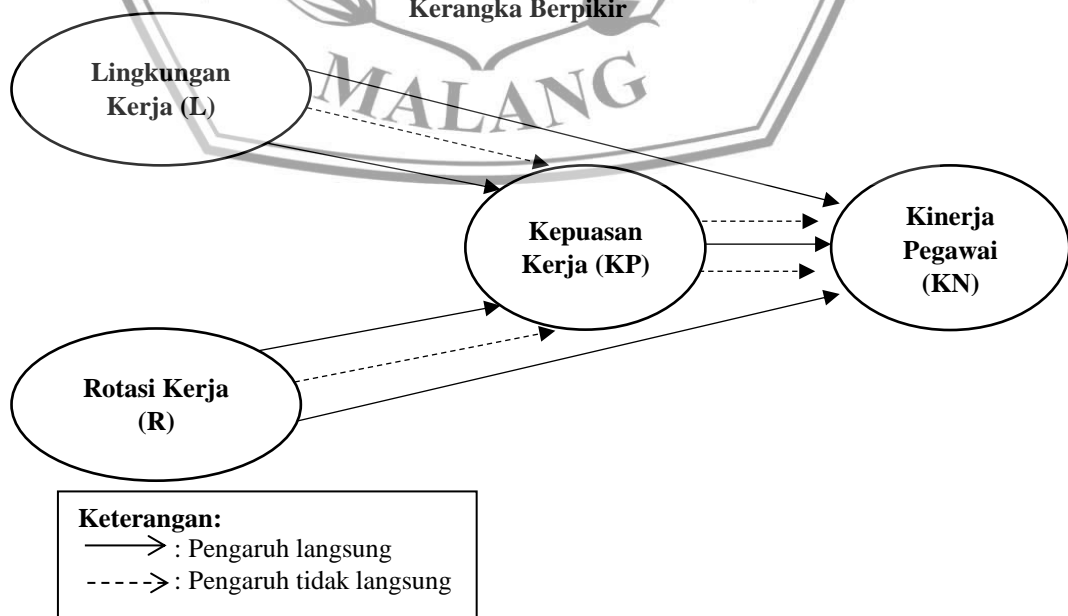 Kerangka Berpikir
MALANG
Lingkungan
Kerja (L)
Kepuasan
Kerja (KP)
Kinerja
Pegawai
(KN)
Rotasi Kerja
(R)
Keterangan:
: Pengaruh langsung
: Pengaruh tidak langsung